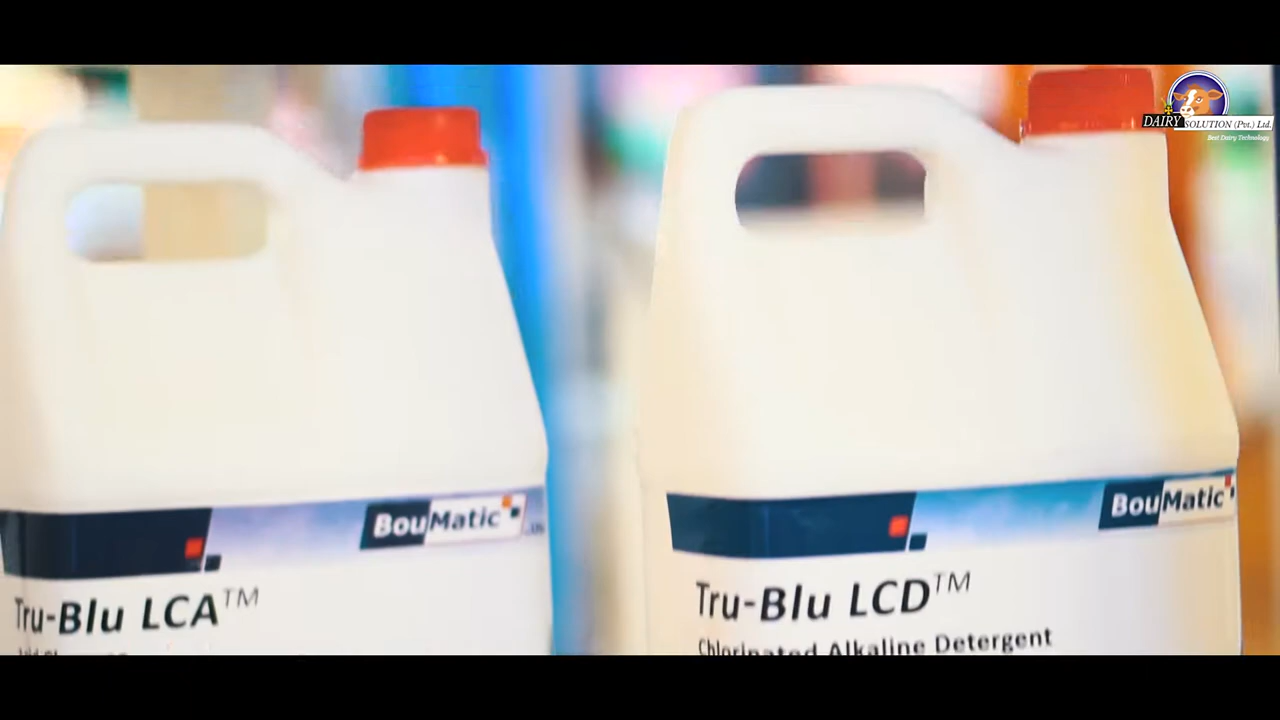 DAIRY SOLUTION (Pvt.) Ltd.
Best Dairy Technology
BouMatic
Tru-Blu LCA™
BouMatic
Tru-Blu LCD™
Chlorinated Alkaline Detergent